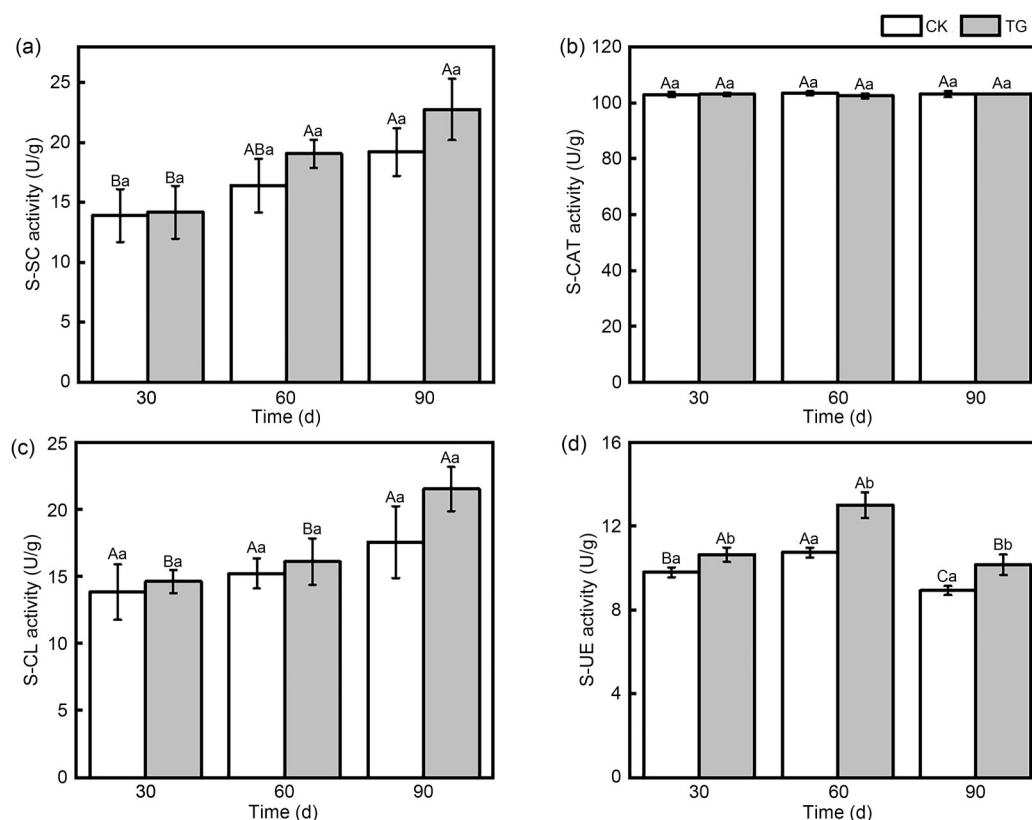 CK TG
(a)
S-SC activity (U/g)
25
20
15
10
5
0
Ba Ba ABa Aa Aa Aa
30 60 90
Time (d)
(b)
S-CAT activity (U/g)
120
100
80
60
40
20
0
Aa Aa Aa Aa Aa Aa
30 60 90
Time (d)
(c)
S-CL activity (U/g)
25
20
15
10
5
0
Aa Ba Aa Ba Aa Aa
30 60 90
Time (d)
(d)
S-UE activity (U/g)
16
12
8
4
0
Ba Ab Aa Ab Ca Bb
30 60 90
Time (d)